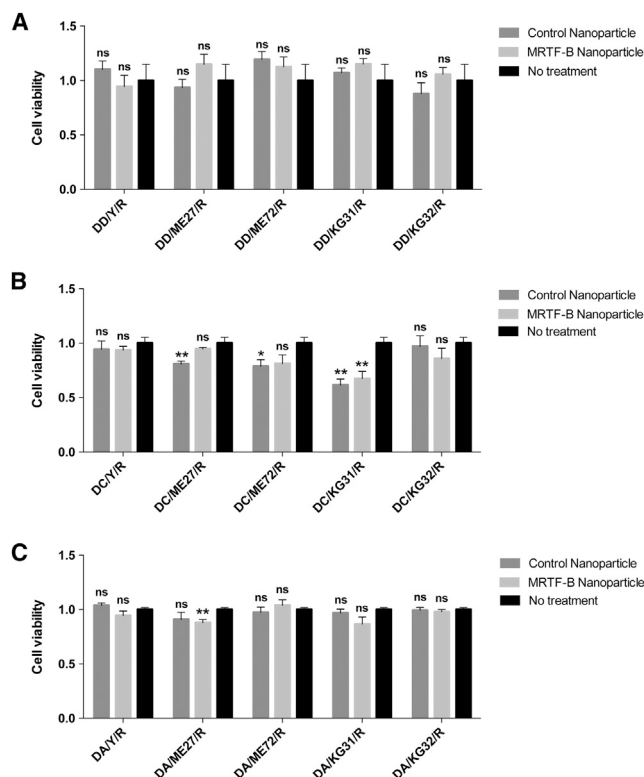 A
Cell viability
1.5
1.0
0.5
0.0
ns ns
ns ns
ns ns
ns ns
ns ns
DD/Y/R
DD/ME27/R
DD/ME72/R
DD/KG31/R
DD/KG32/R
Control Nanoparticle
MRTF-B Nanoparticle
No treatment
B
Cell viability
1.5
1.0
0.5
0.0
ns ns
** ns
* ns
** **
ns ns
DC/Y/R
DC/ME27/R
DC/ME72/R
DC/KG31/R
DC/KG32/R
Control Nanoparticle
MRTF-B Nanoparticle
No treatment
C
Cell viability
1.5
1.0
0.5
0.0
ns ns
ns **
ns ns
ns ns
ns ns
DA/Y/R
DA/ME27/R
DA/ME72/R
DA/KG31/R
DA/KG32/R
Control Nanoparticle
MRTF-B Nanoparticle
No treatment